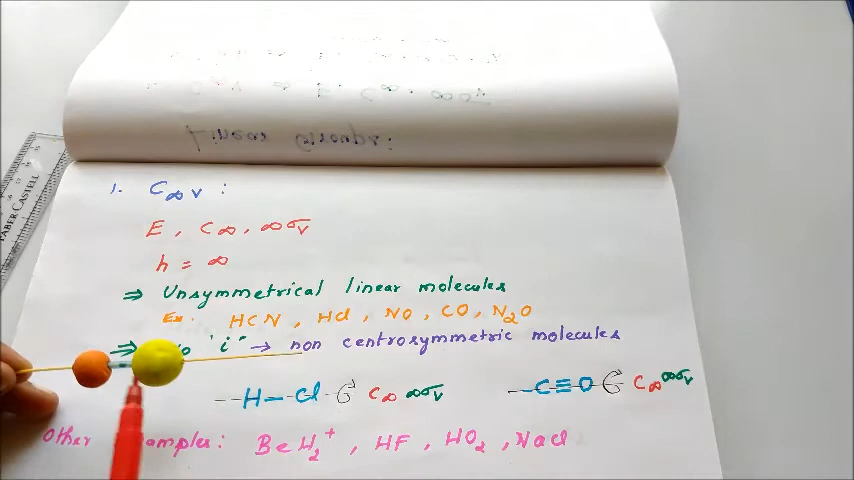 FABER CASTELL
Linear Groups:
1. C∞v :
E, C∞, ∞σv
h = ∞
⇒ Unsymmetrical linear molecules
Ex: HCN, HCl, NO, CO, N₂O
⇒ 'i' → non centrosymmetric molecules
H—Cl C∞ ∞σv
—C≡O C∞ ∞σv
Other : BeH₂⁺, HF, HO₂, NaCl